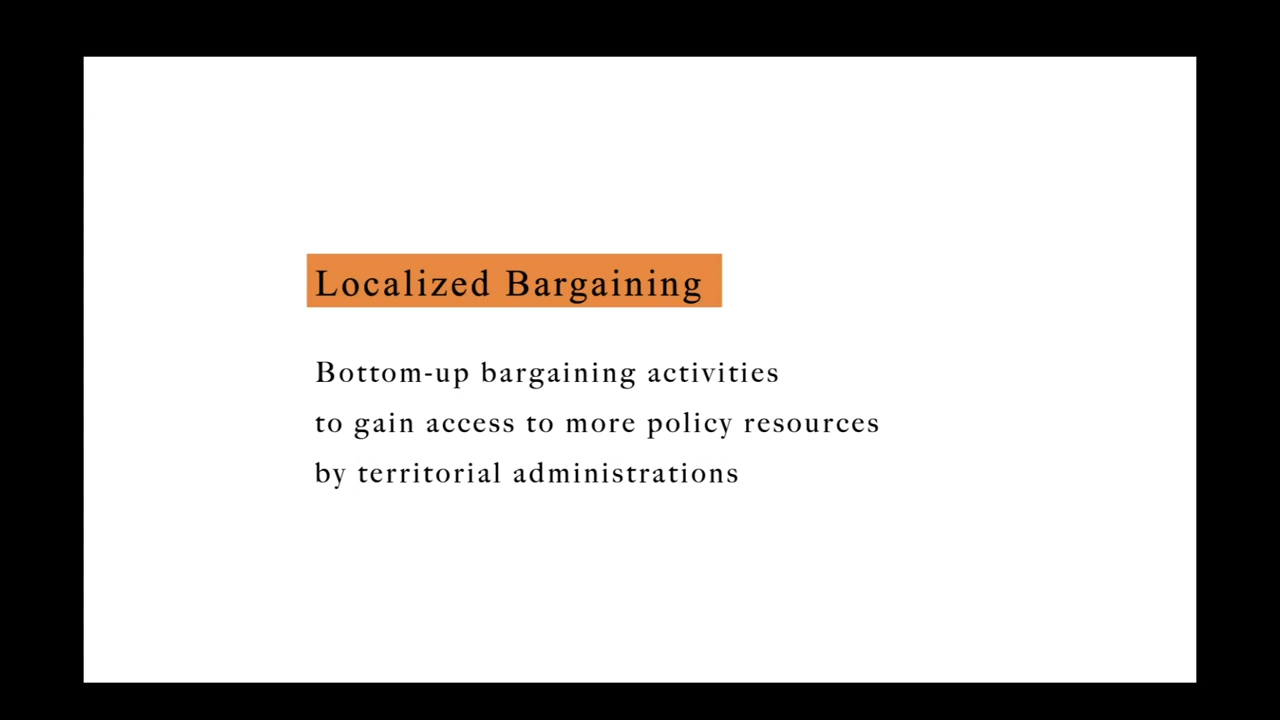 Localized Bargaining
Bottom-up bargaining activities
to gain access to more policy resources
by territorial administrations